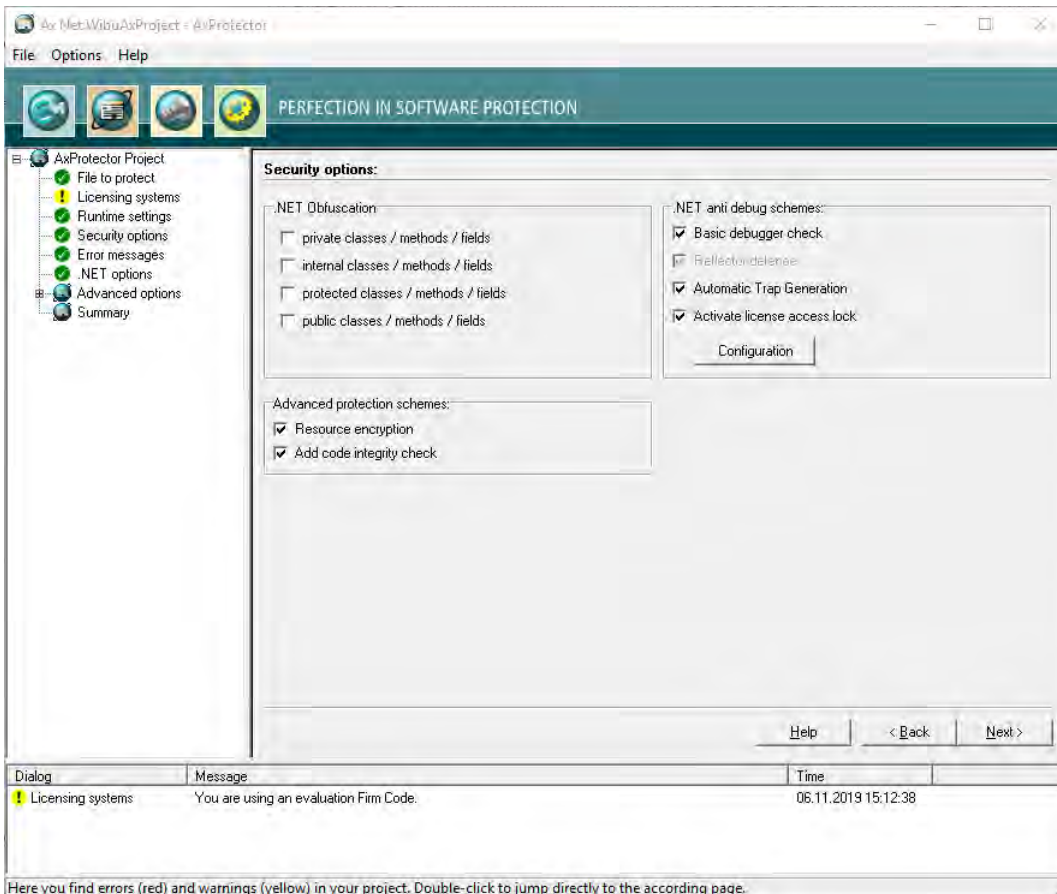 Ax Net.WibuAxProject - AxProtector
File Options Help
PERFECTION IN SOFTWARE PROTECTION
AxProtector Project
File to protect
Licensing systems
Runtime settings
Security options
Error messages
.NET options
Advanced options
Summary
Security options:
.NET Obfuscation
private classes / methods / fields
internal classes / methods / fields
protected classes / methods / fields
public classes / methods / fields
.NET anti debug schemes:
Basic debugger check
Reflector defense
Automatic Trap Generation
Activate license access lock
Configuration
Advanced protection schemes:
Resource encryption
Add code integrity check
Help < Back Next >
Dialog Message Time
! Licensing systems You are using an evaluation Firm Code. 06.11.2019 15:12:38
Here you find errors (red) and warnings (yellow) in your project. Double-click to jump directly to the according page.